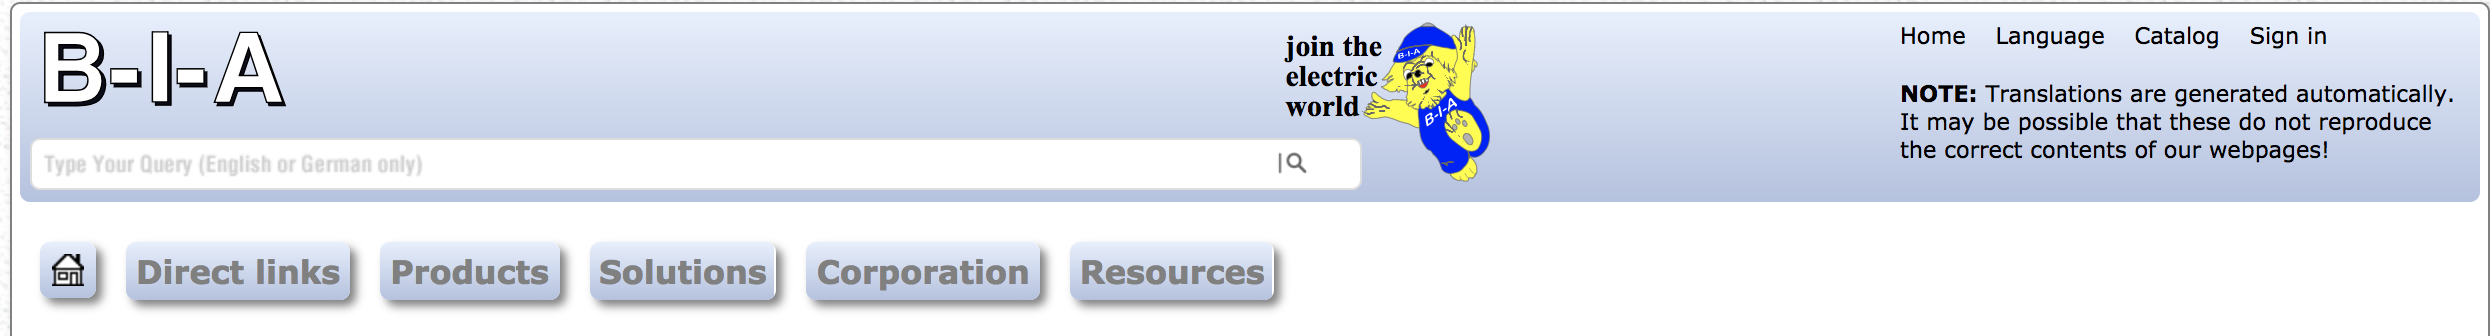 B-I-A
join the
electric
world
B-I-A
B-I-A
Home Language Catalog Sign in
NOTE: Translations are generated automatically.
It may be possible that these do not reproduce
the correct contents of our webpages!
Type Your Query (English or German only)
Direct links Products Solutions Corporation Resources